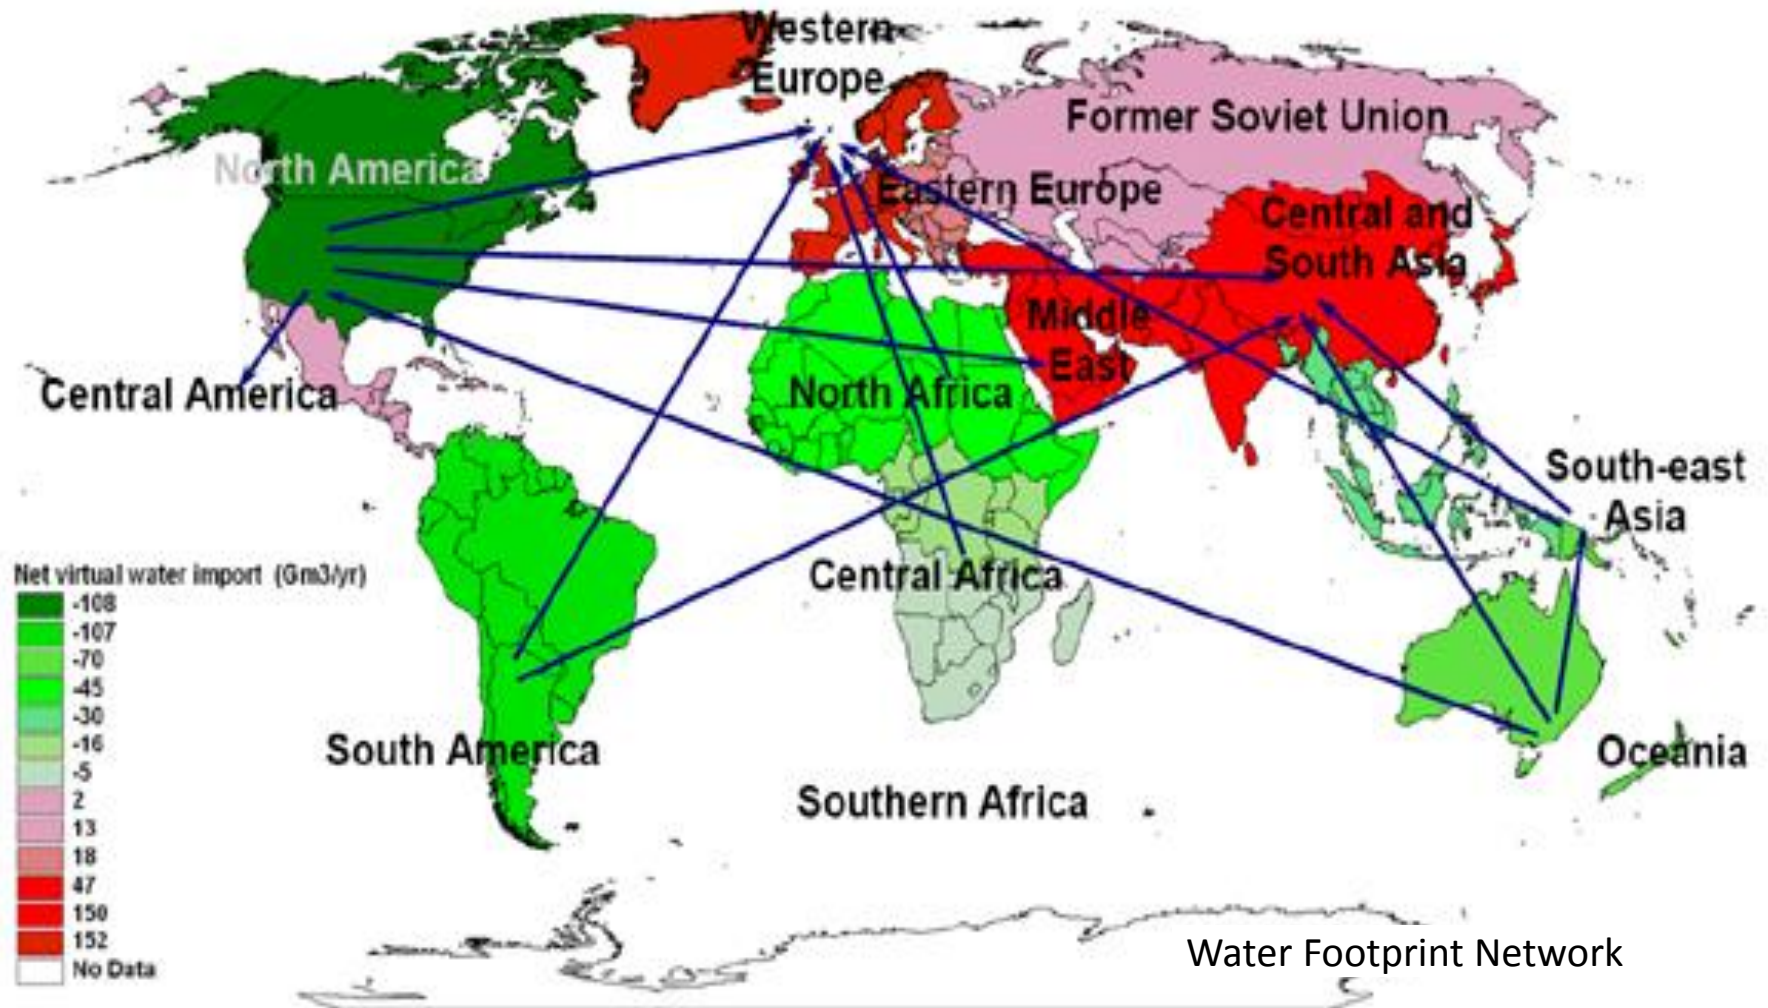 Western
Europe
Former Soviet Union
North America
Eastern Europe
Central and
South Asia
Middle
East
North Africa
Central America
South-east
Asia
Central Africa
South America
Oceania
Southern Africa
Net virtual water import (Gm3/yr)
-108
-107
-70
-45
-30
-16
-5
2
13
18
47
150
152
No Data
Water Footprint Network